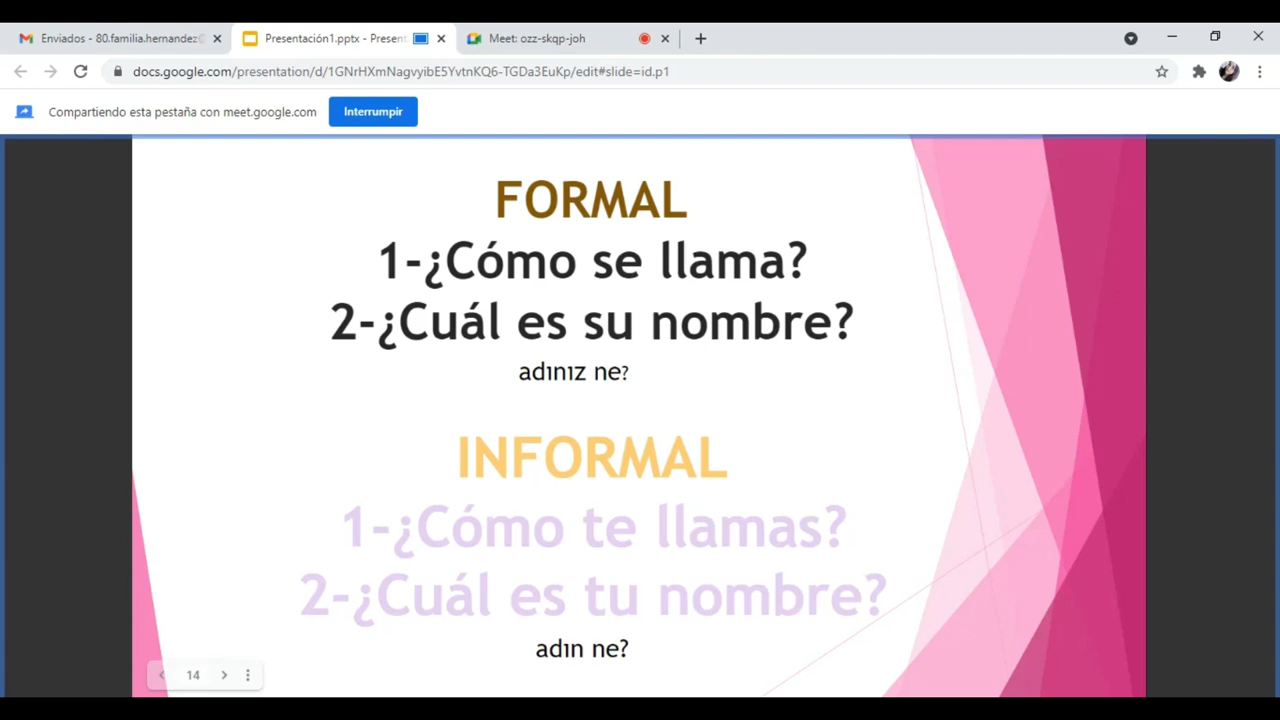 Enviados - 80.familia.hernandez@
Presentación1.pptx - Present
Meet: ozz-skqp-joh
docs.google.com/presentation/d/1GNrHXmNagvyibE5YvtnKQ6-TGDa3EuKp/edit#slide=id.p1
Compartiendo esta pestaña con meet.google.com
Interrumpir
FORMAL
1-¿Cómo se llama?
2-¿Cuál es su nombre?
adınız ne?
INFORMAL
1-¿Cómo te llamas?
2-¿Cuál es tu nombre?
adın ne?
14